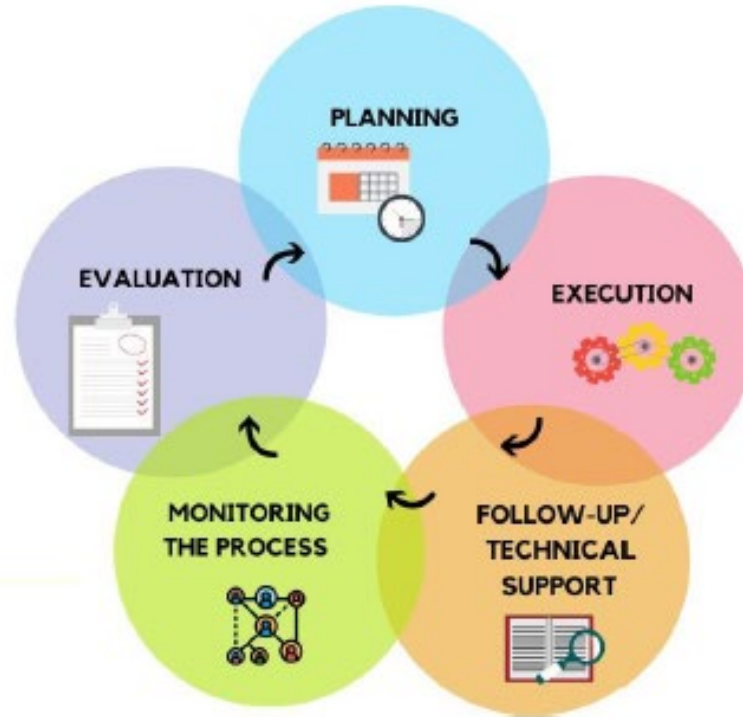 PLANNING
EXECUTION
FOLLOW-UP/
TECHNICAL
SUPPORT
MONITORING
THE PROCESS
EVALUATION